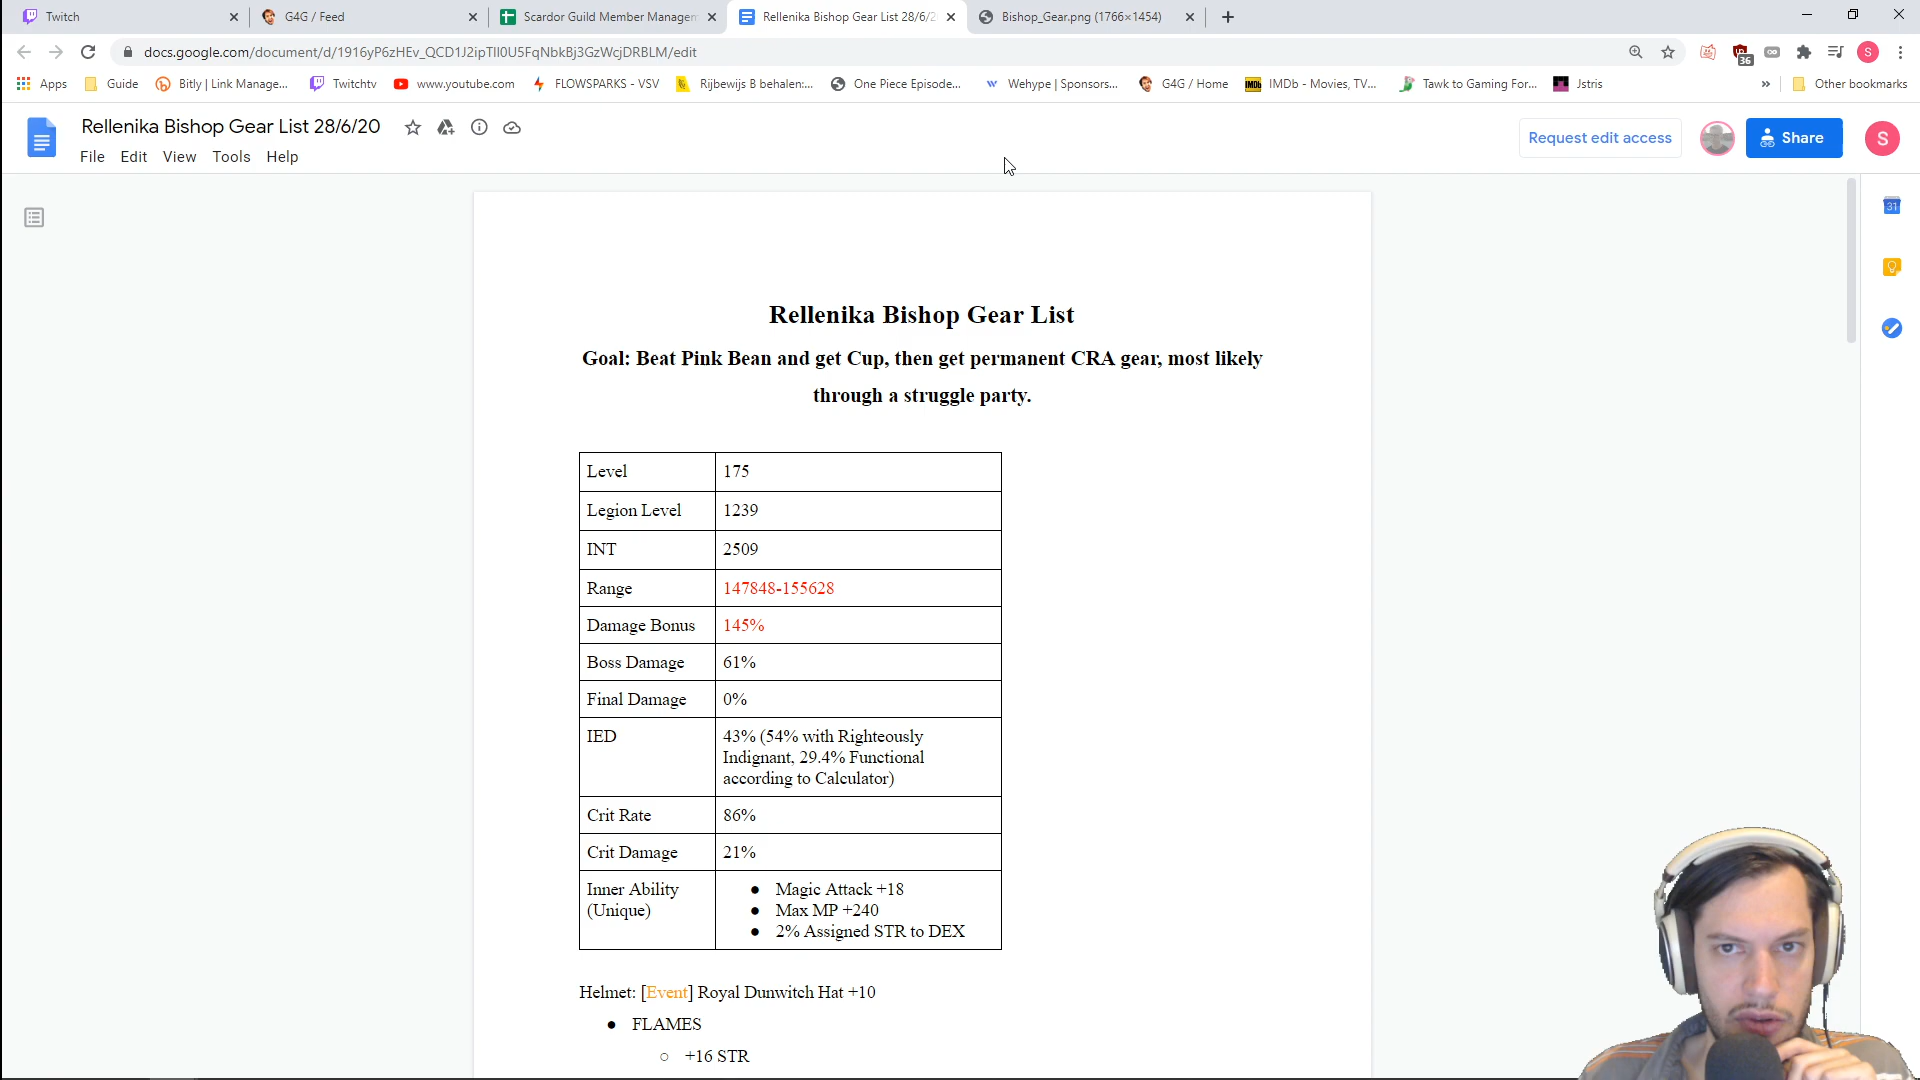 Twitch
G4G / Feed
Scardor Guild Member Managem
Rellenika Bishop Gear List 28/6/2
Bishop_Gear.png (1766×1454)
docs.google.com/document/d/1916yP6zHEv_QCD1J2ipTlI0U5FqNbkBj3GzWcjDRBLM/edit
36
S
Apps
Guide
Bitly | Link Manage...
Twitchtv
www.youtube.com
FLOWSPARKS - VSV
Rijbewijs B behalen:...
One Piece Episode...
Wehype | Sponsors...
G4G / Home
IMDb - Movies, TV...
Tawk to Gaming For...
Jstris
»
Other bookmarks
Rellenika Bishop Gear List 28/6/20
File Edit View Tools Help
Request edit access
Share
S
31
Rellenika Bishop Gear List
Goal: Beat Pink Bean and get Cup, then get permanent CRA gear, most likely
through a struggle party.
Level 175
Legion Level 1239
INT 2509
Range 147848-155628
Damage Bonus 145%
Boss Damage 61%
Final Damage 0%
IED 43% (54% with Righteously
Indignant, 29.4% Functional
according to Calculator)
Crit Rate 86%
Crit Damage 21%
Inner Ability
(Unique)
● Magic Attack +18
● Max MP +240
● 2% Assigned STR to DEX
Helmet: [Event] Royal Dunwitch Hat +10
● FLAMES
○ +16 STR